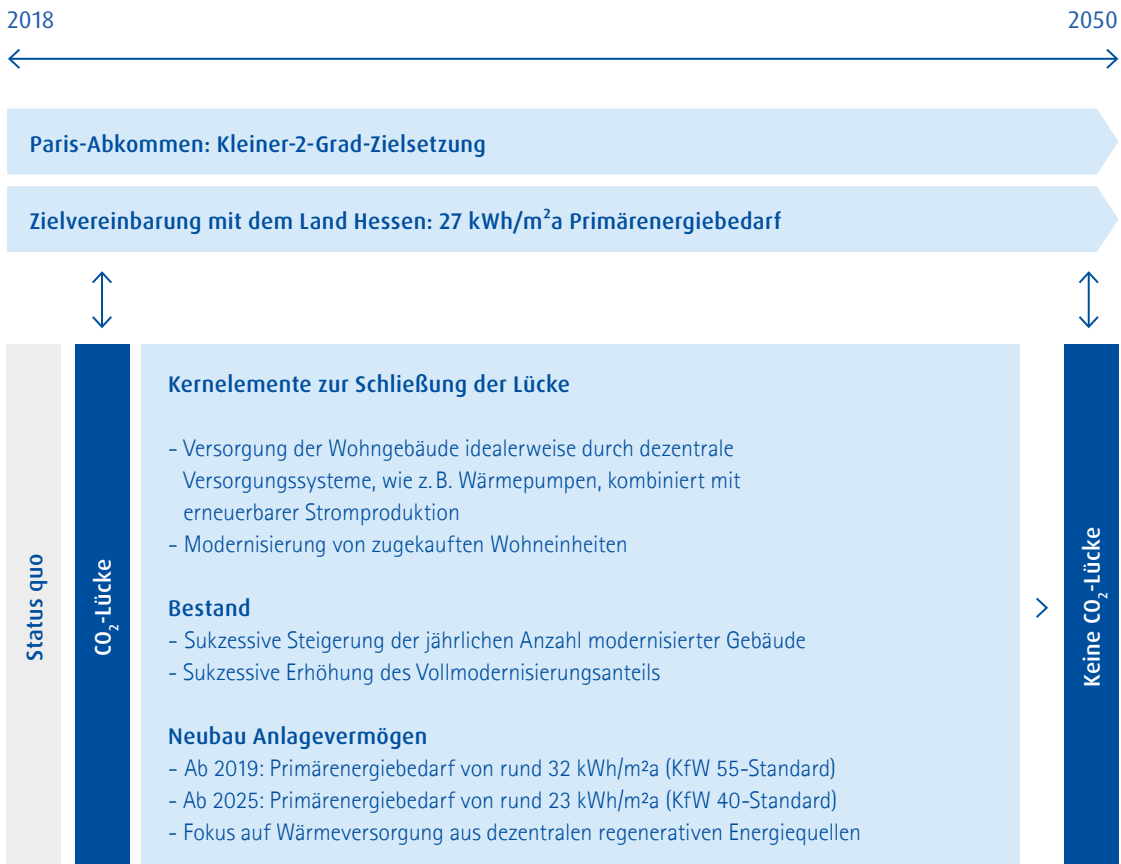 2018
2050
Paris-Abkommen: Kleiner-2-Grad-Zielsetzung
Zielvereinbarung mit dem Land Hessen: 27 kWh/m²a Primärenergiebedarf
Status quo
CO₂-Lücke
Kernelemente zur Schließung der Lücke
- Versorgung der Wohngebäude idealerweise durch dezentrale
Versorgungssysteme, wie z. B. Wärmepumpen, kombiniert mit
erneuerbarer Stromproduktion
- Modernisierung von zugekauften Wohneinheiten
Bestand
- Sukzessive Steigerung der jährlichen Anzahl modernisierter Gebäude
- Sukzessive Erhöhung des Vollmodernisierungsanteils
Neubau Anlagevermögen
- Ab 2019: Primärenergiebedarf von rund 32 kWh/m²a (KfW 55-Standard)
- Ab 2025: Primärenergiebedarf von rund 23 kWh/m²a (KfW 40-Standard)
- Fokus auf Wärmeversorgung aus dezentralen regenerativen Energiequellen
>
Keine CO₂-Lücke